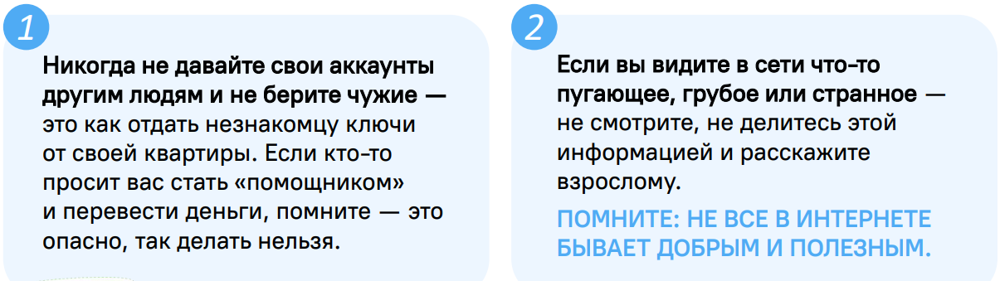 1
Никогда не давайте свои аккаунты
другим людям и не берите чужие —
это как отдать незнакомцу ключи
от своей квартиры. Если кто-то
просит вас стать «помощником»
и перевести деньги, помните — это
опасно, так делать нельзя.
2
Если вы видите в сети что-то
пугающее, грубое или странное —
не смотрите, не делитесь этой
информацией и расскажите
взрослому.
ПОМНИТЕ: НЕ ВСЕ В ИНТЕРНЕТЕ
БЫВАЕТ ДОБРЫМ И ПОЛЕЗНЫМ.